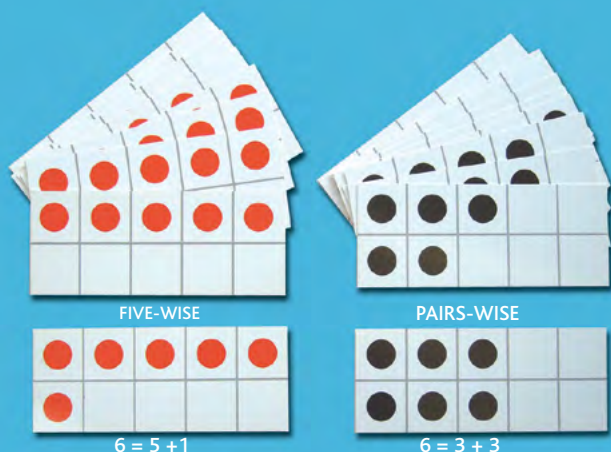 FIVE-WISE
PAIRS-WISE
6 = 5 +1
6 = 3 + 3